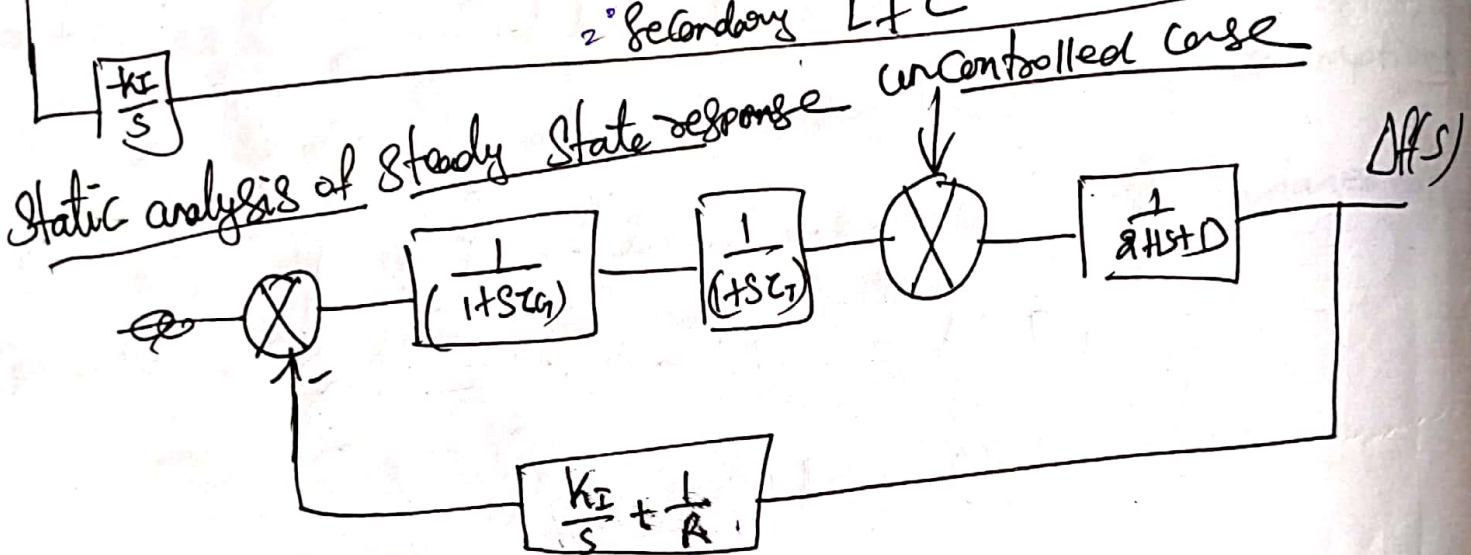 2° Secondary LFC
-KI/S
Static analysis of Steady State response uncontrolled case
Δf(s)
1/(1+SτG)
1/(1+SτT)
1/2HS+D
-
KI/S + 1/R